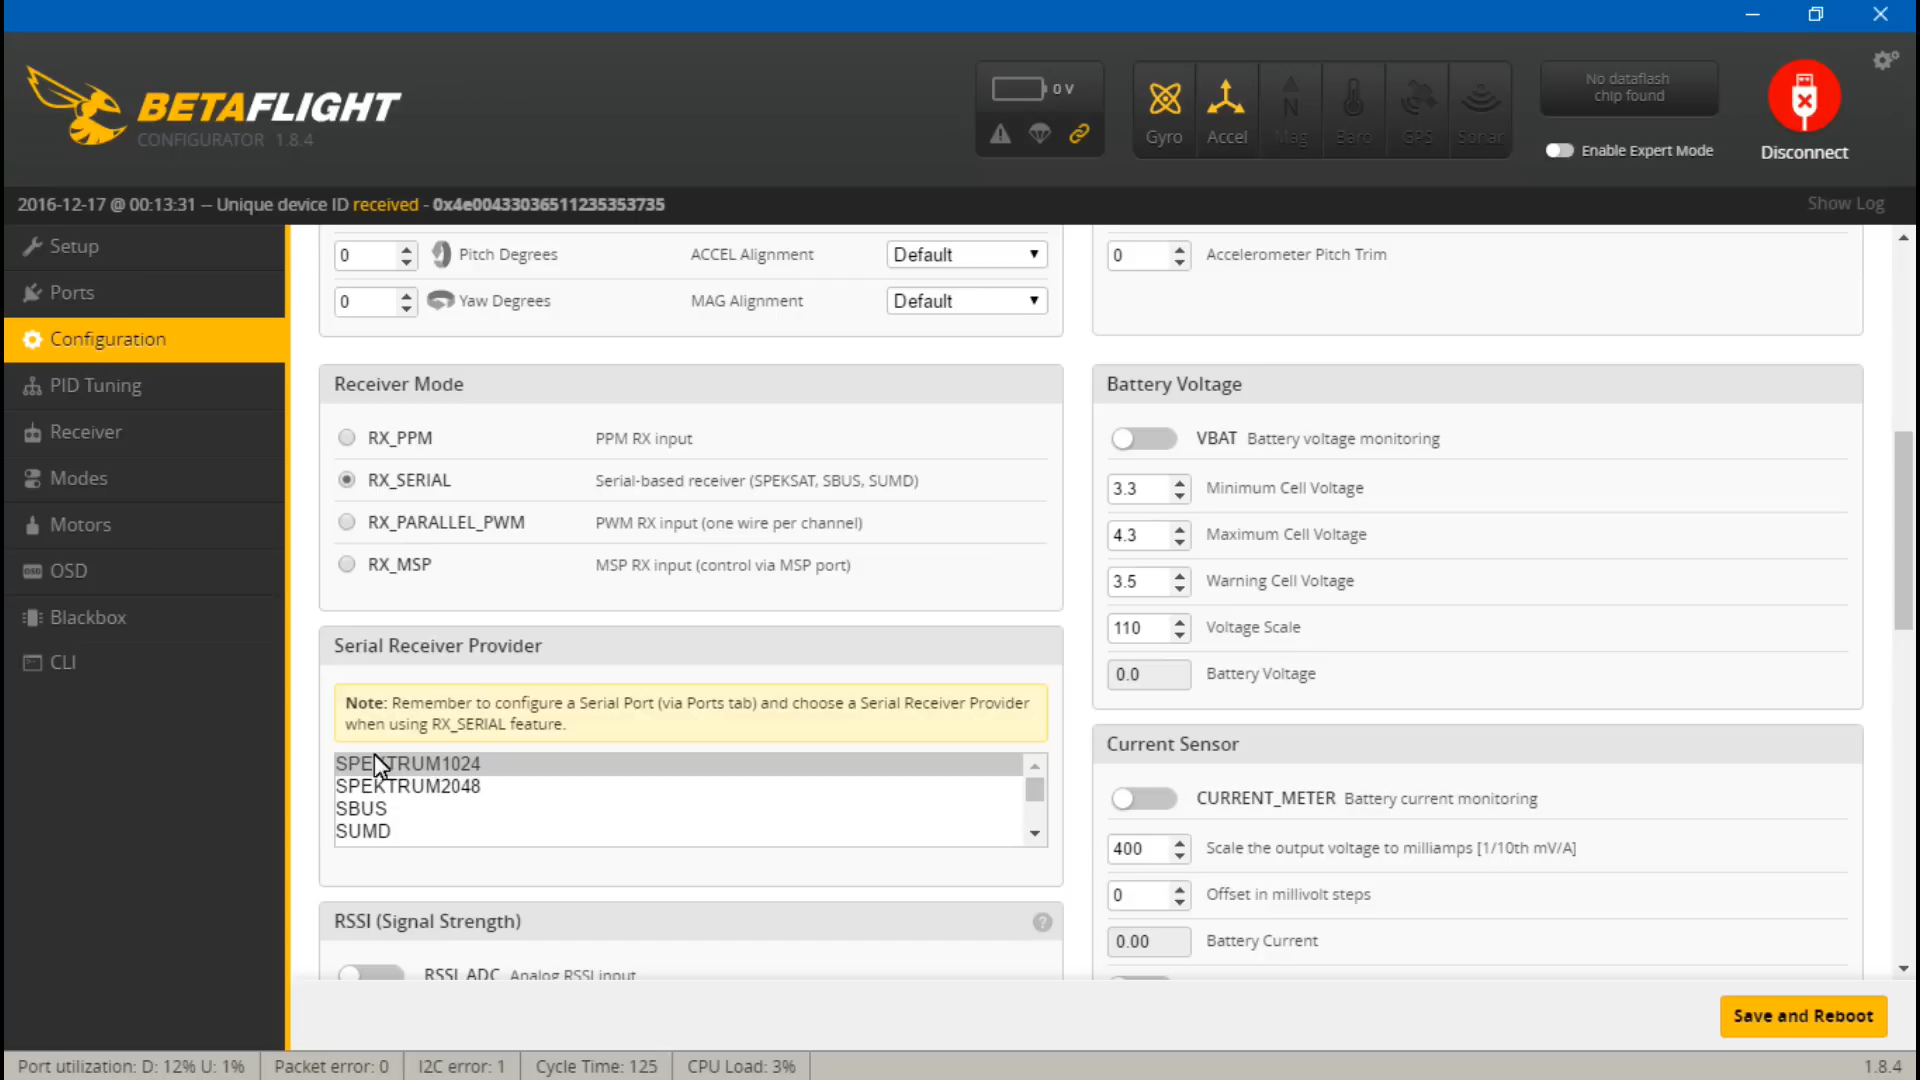 BETAFLIGHT
CONFIGURATOR 1.8.4
0 V
Gyro
Accel
Mag
Baro
GPS
Sonar
No dataflash
chip found
Enable Expert Mode
Disconnect
2016-12-17 @ 00:13:31 -- Unique device ID received - 0x4e00433036511235353735
Show Log
Setup
Ports
Configuration
PID Tuning
Receiver
Modes
Motors
OSD
Blackbox
CLI
0 Pitch Degrees ACCEL Alignment Default
0 Yaw Degrees MAG Alignment Default
0 Accelerometer Pitch Trim
Receiver Mode
RX_PPM PPM RX input
RX_SERIAL Serial-based receiver (SPEKSAT, SBUS, SUMD)
RX_PARALLEL_PWM PWM RX input (one wire per channel)
RX_MSP MSP RX input (control via MSP port)
Serial Receiver Provider
Note: Remember to configure a Serial Port (via Ports tab) and choose a Serial Receiver Provider
when using RX_SERIAL feature.
SPEKTRUM1024
SPEKTRUM2048
SBUS
SUMD
RSSI (Signal Strength)
RSSI_ADC Analog RSSI input
Battery Voltage
VBAT Battery voltage monitoring
3.3 Minimum Cell Voltage
4.3 Maximum Cell Voltage
3.5 Warning Cell Voltage
110 Voltage Scale
0.0 Battery Voltage
Current Sensor
CURRENT_METER Battery current monitoring
400 Scale the output voltage to milliamps [1/10th mV/A]
0 Offset in millivolt steps
0.00 Battery Current
Save and Reboot
Port utilization: D: 12% U: 1% Packet error: 0 I2C error: 1 Cycle Time: 125 CPU Load: 3% 1.8.4